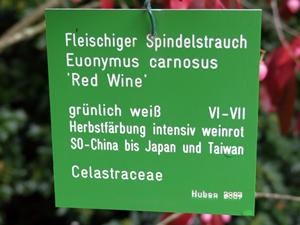 Fleischiger Spindelstrauch
Euonymus carnosus
'Red Wine'
grünlich weiß VI-VII
Herbstfärbung intensiv weinrot
SO-China bis Japan und Taiwan
Celastraceae
Huben